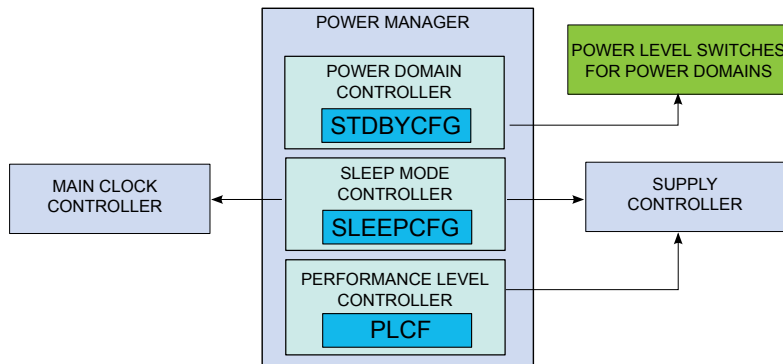 POWER MANAGER
POWER DOMAIN
CONTROLLER
STDBYCFG
POWER LEVEL SWITCHES
FOR POWER DOMAINS
MAIN CLOCK
CONTROLLER
SLEEP MODE
CONTROLLER
SLEEPCFG
SUPPLY
CONTROLLER
PERFORMANCE LEVEL
CONTROLLER
PLCF